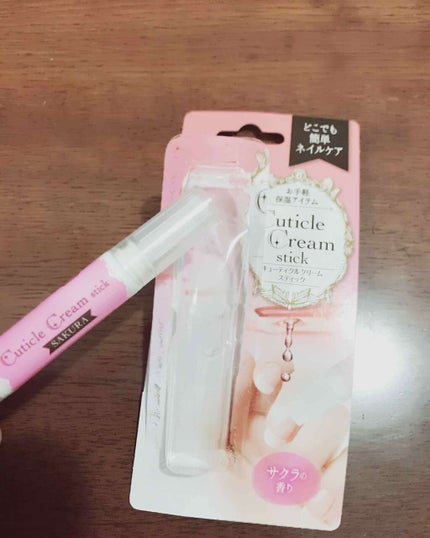 どこでも
簡単
ネイルケア
お手軽
保湿アイテム
Cuticle
Cream
stick
キューティクルクリーム
スティック
サクラの
香り
Cuticle Cream stick
SAKURA